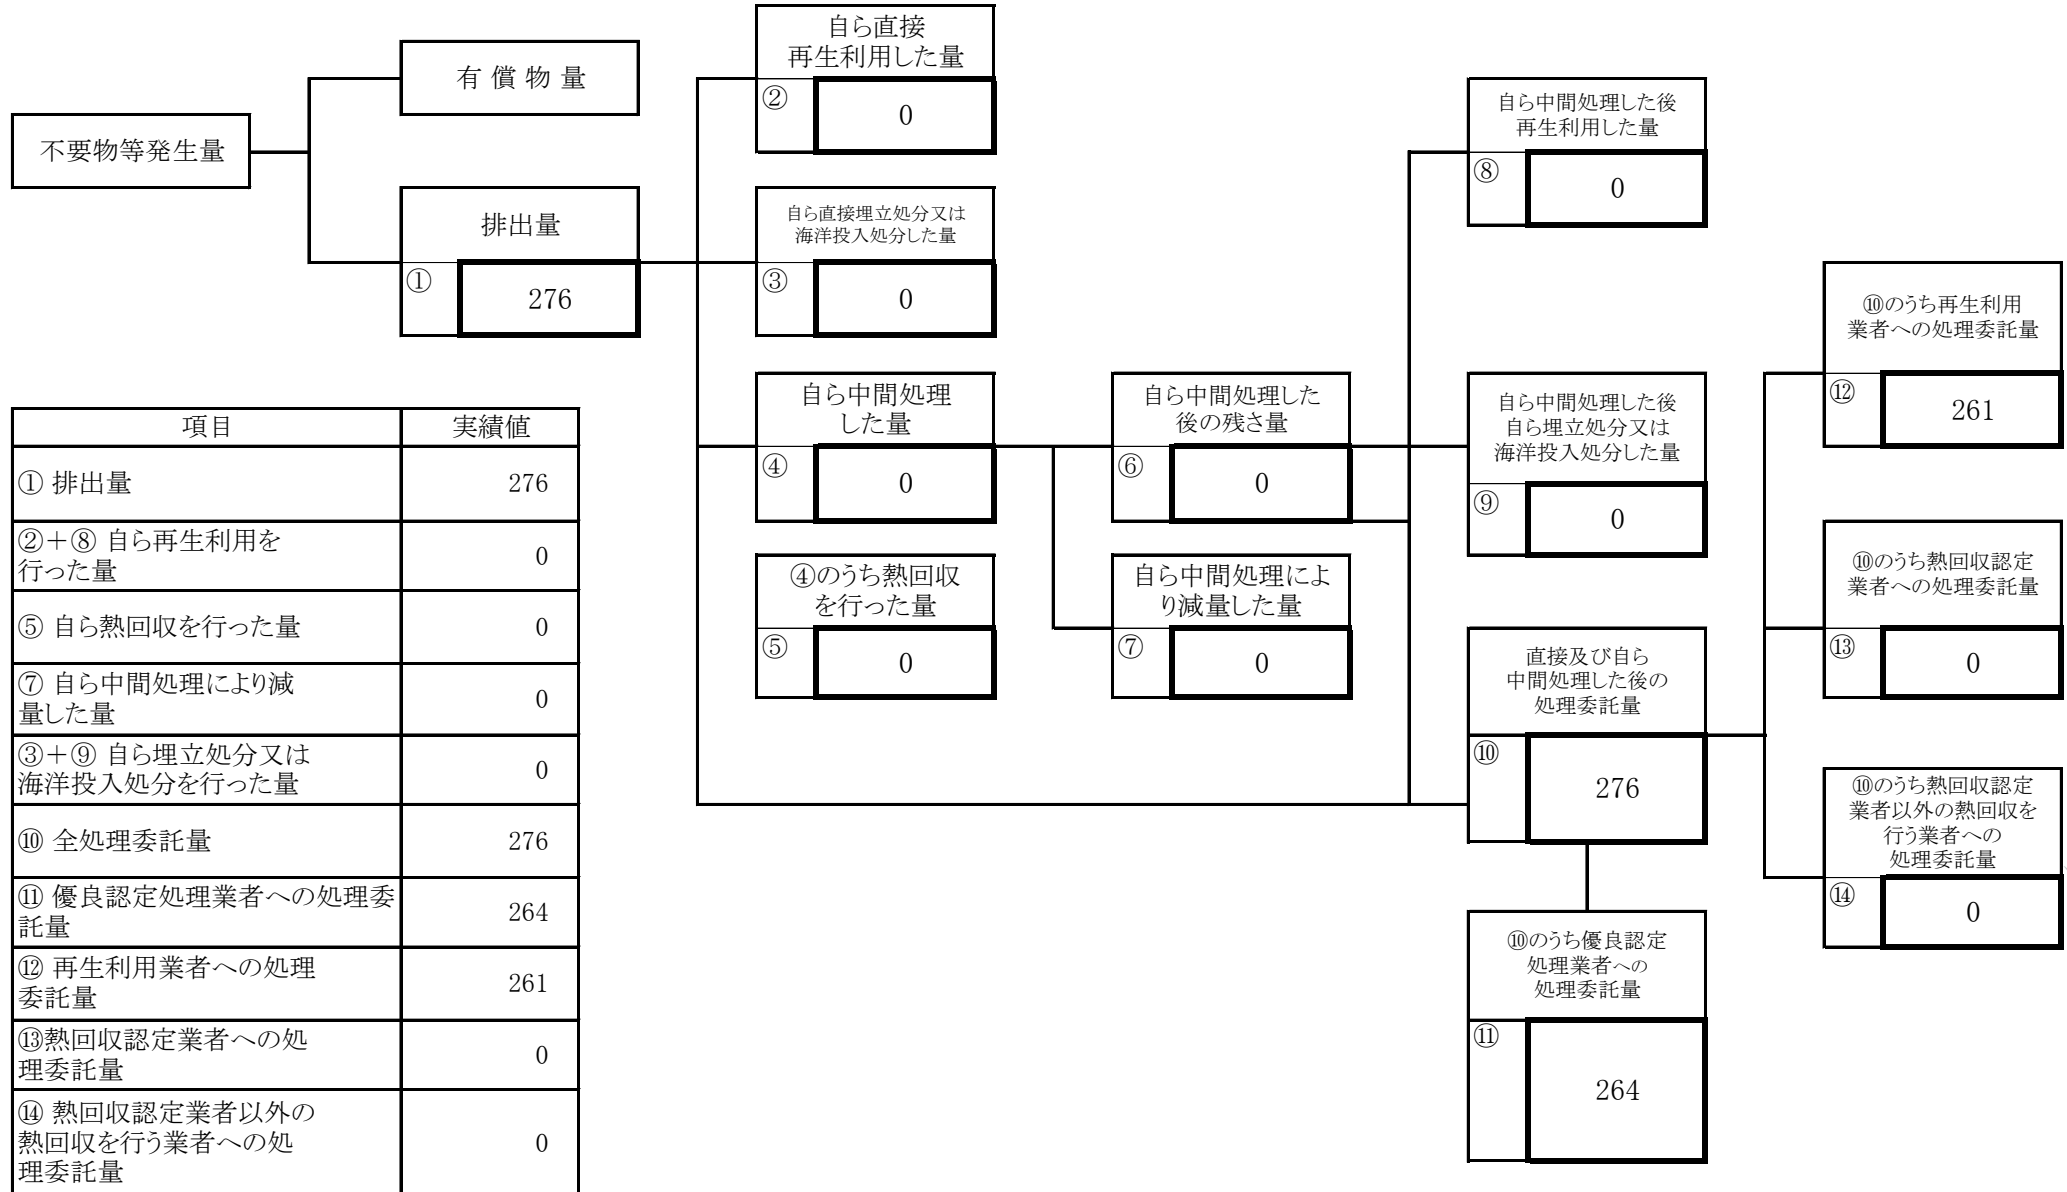 不要物等発生量
有 償 物 量
排出量
①
276
自ら直接
再生利用した量
②
0
自ら直接埋立処分又は
海洋投入処分した量
③
0
自ら中間処理
した量
④
0
④のうち熱回収
を行った量
⑤
0
自ら中間処理した
後の残さ量
⑥
0
自ら中間処理によ
り減量した量
⑦
0
自ら中間処理した後
再生利用した量
⑧
0
自ら中間処理した後
自ら埋立処分又は
海洋投入処分した量
⑨
0
直接及び自ら
中間処理した後の
処理委託量
⑩
276
⑩のうち優良認定
処理業者への
処理委託量
⑪
264
⑩のうち再生利用
業者への処理委託量
⑫
261
⑩のうち熱回収認定
業者への処理委託量
⑬
0
⑩のうち熱回収認定
業者以外の熱回収を
行う業者への
処理委託量
⑭
0
項目 実績値
① 排出量 276
②+⑧ 自ら再生利用を
行った量 0
⑤ 自ら熱回収を行った量 0
⑦ 自ら中間処理により減
量した量 0
③+⑨ 自ら埋立処分又は
海洋投入処分を行った量 0
⑩ 全処理委託量 276
⑪ 優良認定処理業者への処理委
託量 264
⑫ 再生利用業者への処理
委託量 261
⑬熱回収認定業者への処
理委託量 0
⑭ 熱回収認定業者以外の
熱回収を行う業者への処
理委託量 0